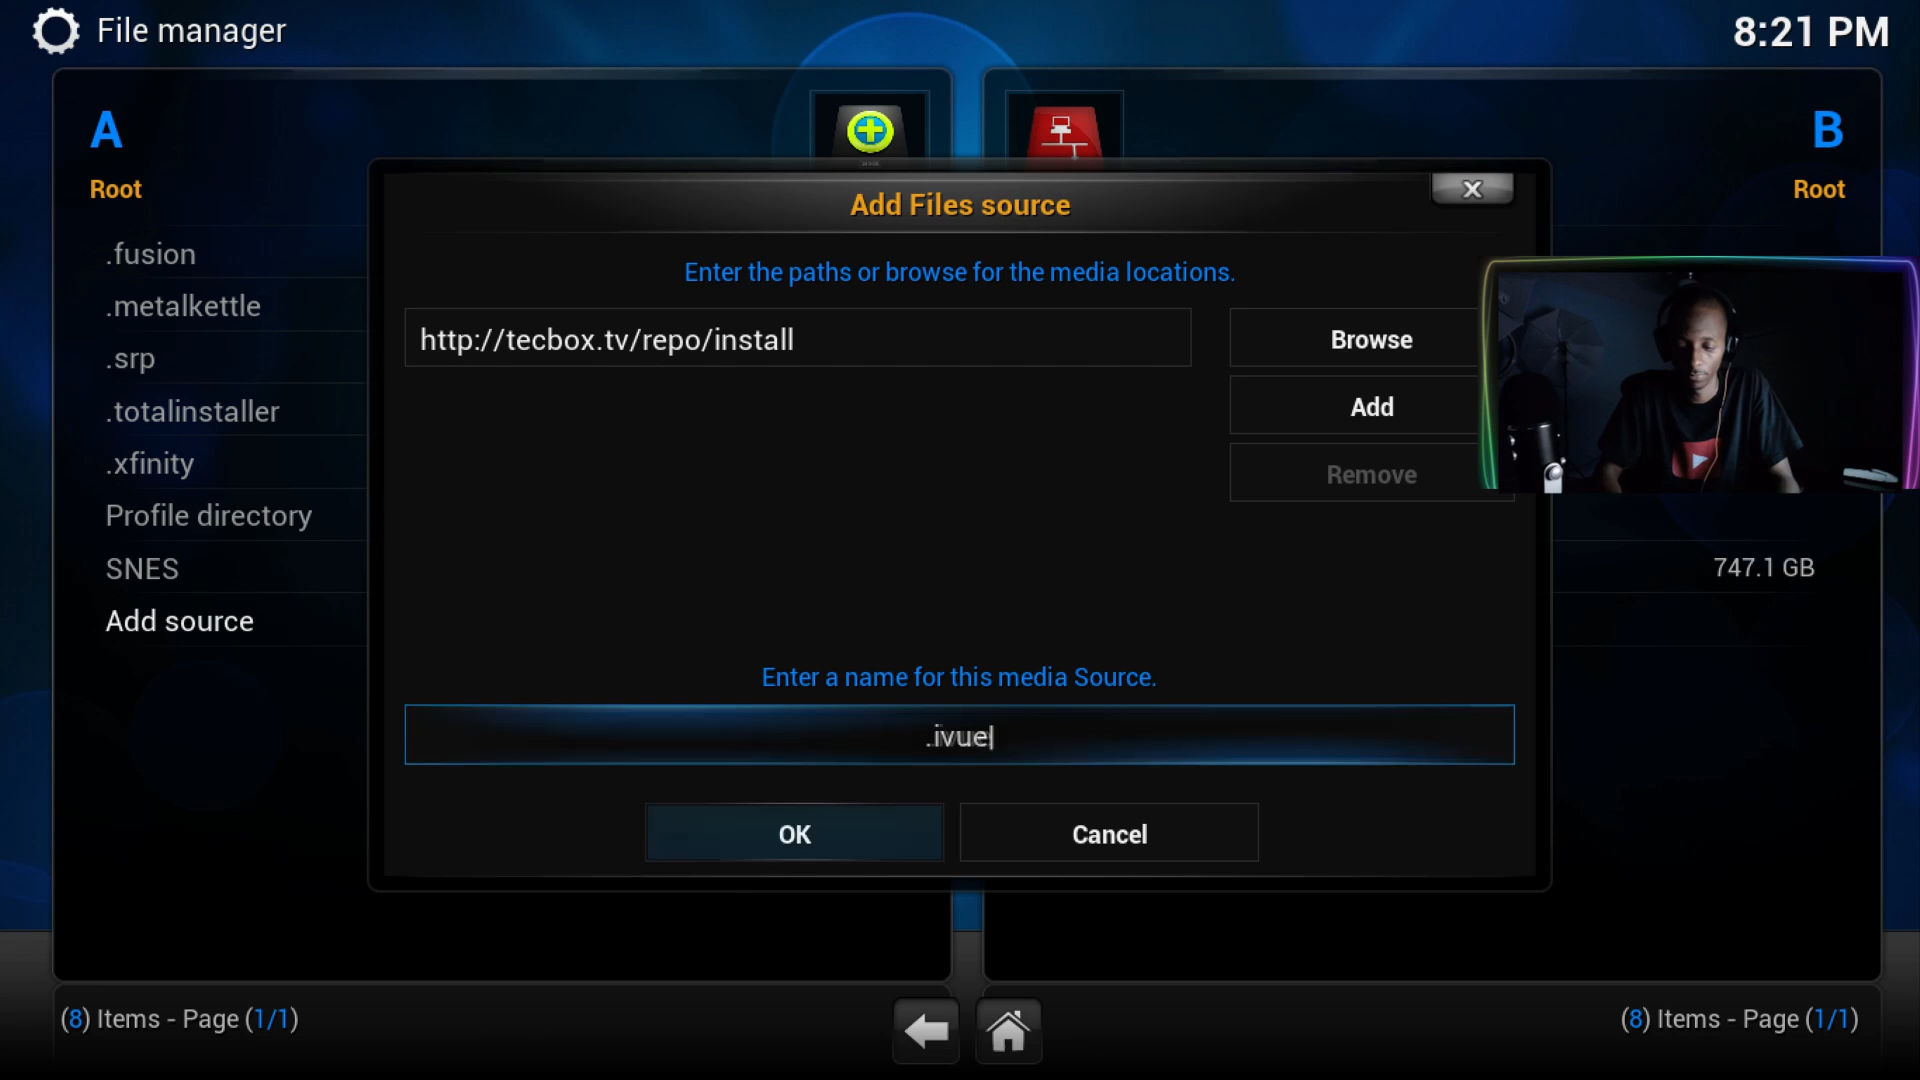 File manager
8:21 PM
A
B
Root
Root
.fusion
.metalkettle
.srp
.totalinstaller
.xfinity
Profile directory
SNES
Add source
Add Files source
X
Enter the paths or browse for the media locations.
http://tecbox.tv/repo/install
Browse
Add
Remove
747.1 GB
Enter a name for this media Source.
.ivue
OK
Cancel
(8) Items - Page (1/1)
(8) Items - Page (1/1)